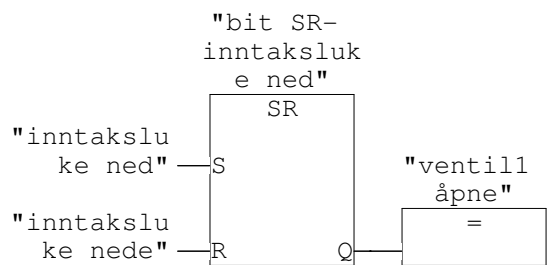 "bit SR-
inntaksluk
e ned"
SR
"inntakslu
ke ned"
S
"ventil1
åpne"
=
"inntakslu
ke nede"
R
Q